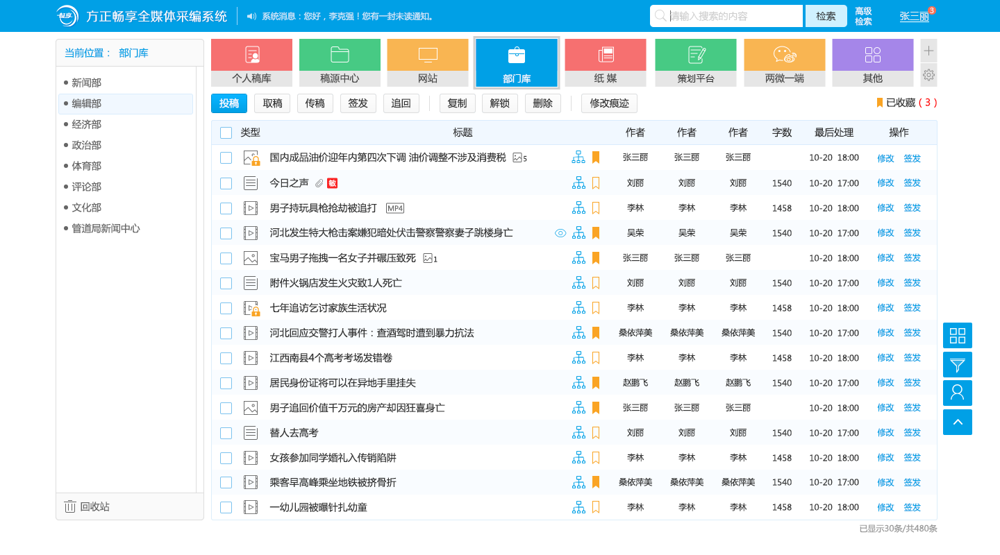 畅享 方正畅享全媒体采编系统 系统消息：您好，李克强！您有一封未读通知。 请输入搜索的内容 检索 高级检索 张三丽 3
当前位置： 部门库
新闻部
编辑部
经济部
政治部
体育部
评论部
文化部
管道局新闻中心
回收站
个人稿库 稿源中心 网站 部门库 纸 媒 策划平台 两微一端 其他
投稿 取稿 传稿 签发 追回 复制 解锁 删除 修改痕迹 已收藏 ( 3 )
类型 标题 作者 作者 作者 字数 最后处理 操作
国内成品油价迎年内第四次下调 油价调整不涉及消费税 5 张三丽 张三丽 张三丽 10-20 18:00 修改 签发
今日之声 敏 刘丽 刘丽 刘丽 1540 10-20 17:00 修改 签发
男子持玩具枪抢劫被追打 MP4 李林 李林 李林 1458 10-20 18:00 修改 签发
河北发生特大枪击案嫌犯暗处伏击警察警察妻子跳楼身亡 吴荣 吴荣 吴荣 1540 10-20 17:00 修改 签发
宝马男子拖拽一名女子并碾压致死 1 张三丽 张三丽 张三丽 10-20 18:00 修改 签发
附件火锅店发生火灾致1人死亡 刘丽 刘丽 刘丽 1540 10-20 17:00 修改 签发
七年追访乞讨家族生活状况 李林 李林 李林 1458 10-20 18:00 修改 签发
河北回应交警打人事件：查酒驾时遭到暴力抗法 桑依萍美 桑依萍美 桑依萍美 1540 10-20 17:00 修改 签发
江西南县4个高考考场发错卷 李林 李林 李林 1458 10-20 18:00 修改 签发
居民身份证将可以在异地手里挂失 赵鹏飞 赵鹏飞 赵鹏飞 1540 10-20 17:00 修改 签发
男子追回价值千万元的房产却因狂喜身亡 张三丽 张三丽 张三丽 10-20 18:00 修改 签发
替人去高考 刘丽 刘丽 刘丽 1540 10-20 17:00 修改 签发
女孩参加同学婚礼入传销陷阱 李林 李林 李林 1458 10-20 18:00 修改 签发
乘客早高峰乘坐地铁被挤骨折 桑依萍美 桑依萍美 桑依萍美 1540 10-20 17:00 修改 签发
一幼儿园被曝针扎幼童 李林 李林 李林 1458 10-20 18:00 修改 签发
已显示30条/共480条